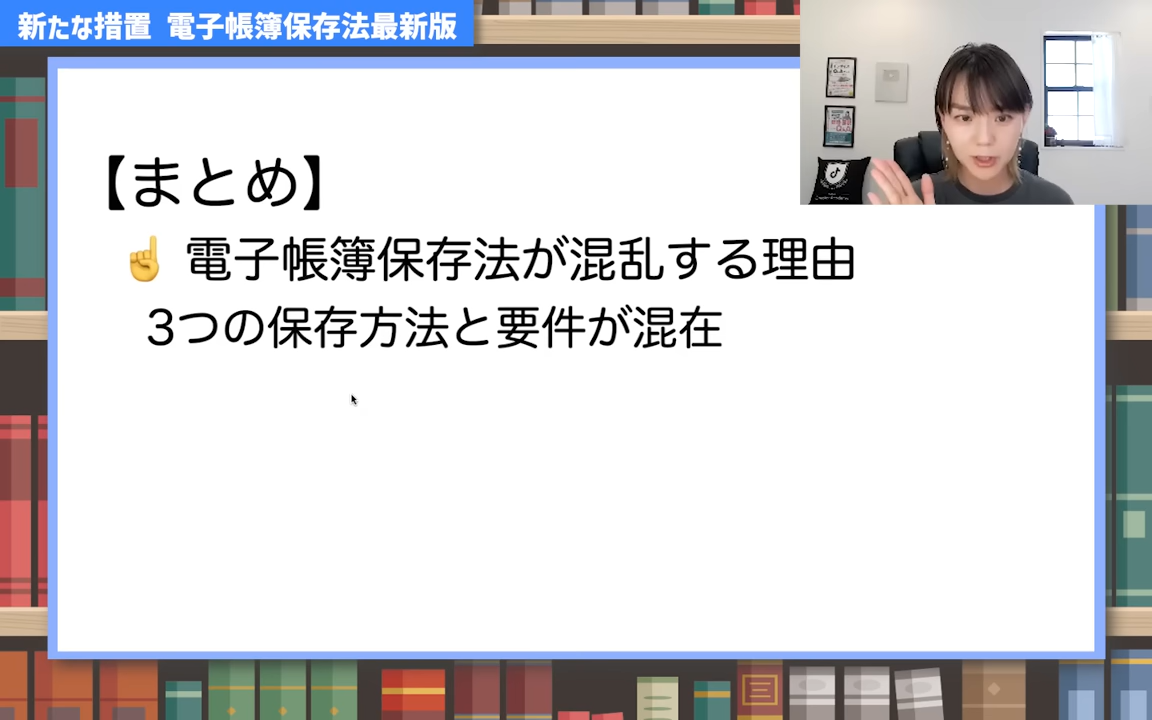 新たな措置 電子帳簿保存法最新版
【まとめ】
☝ 電子帳簿保存法が混乱する理由
3つの保存方法と要件が混在